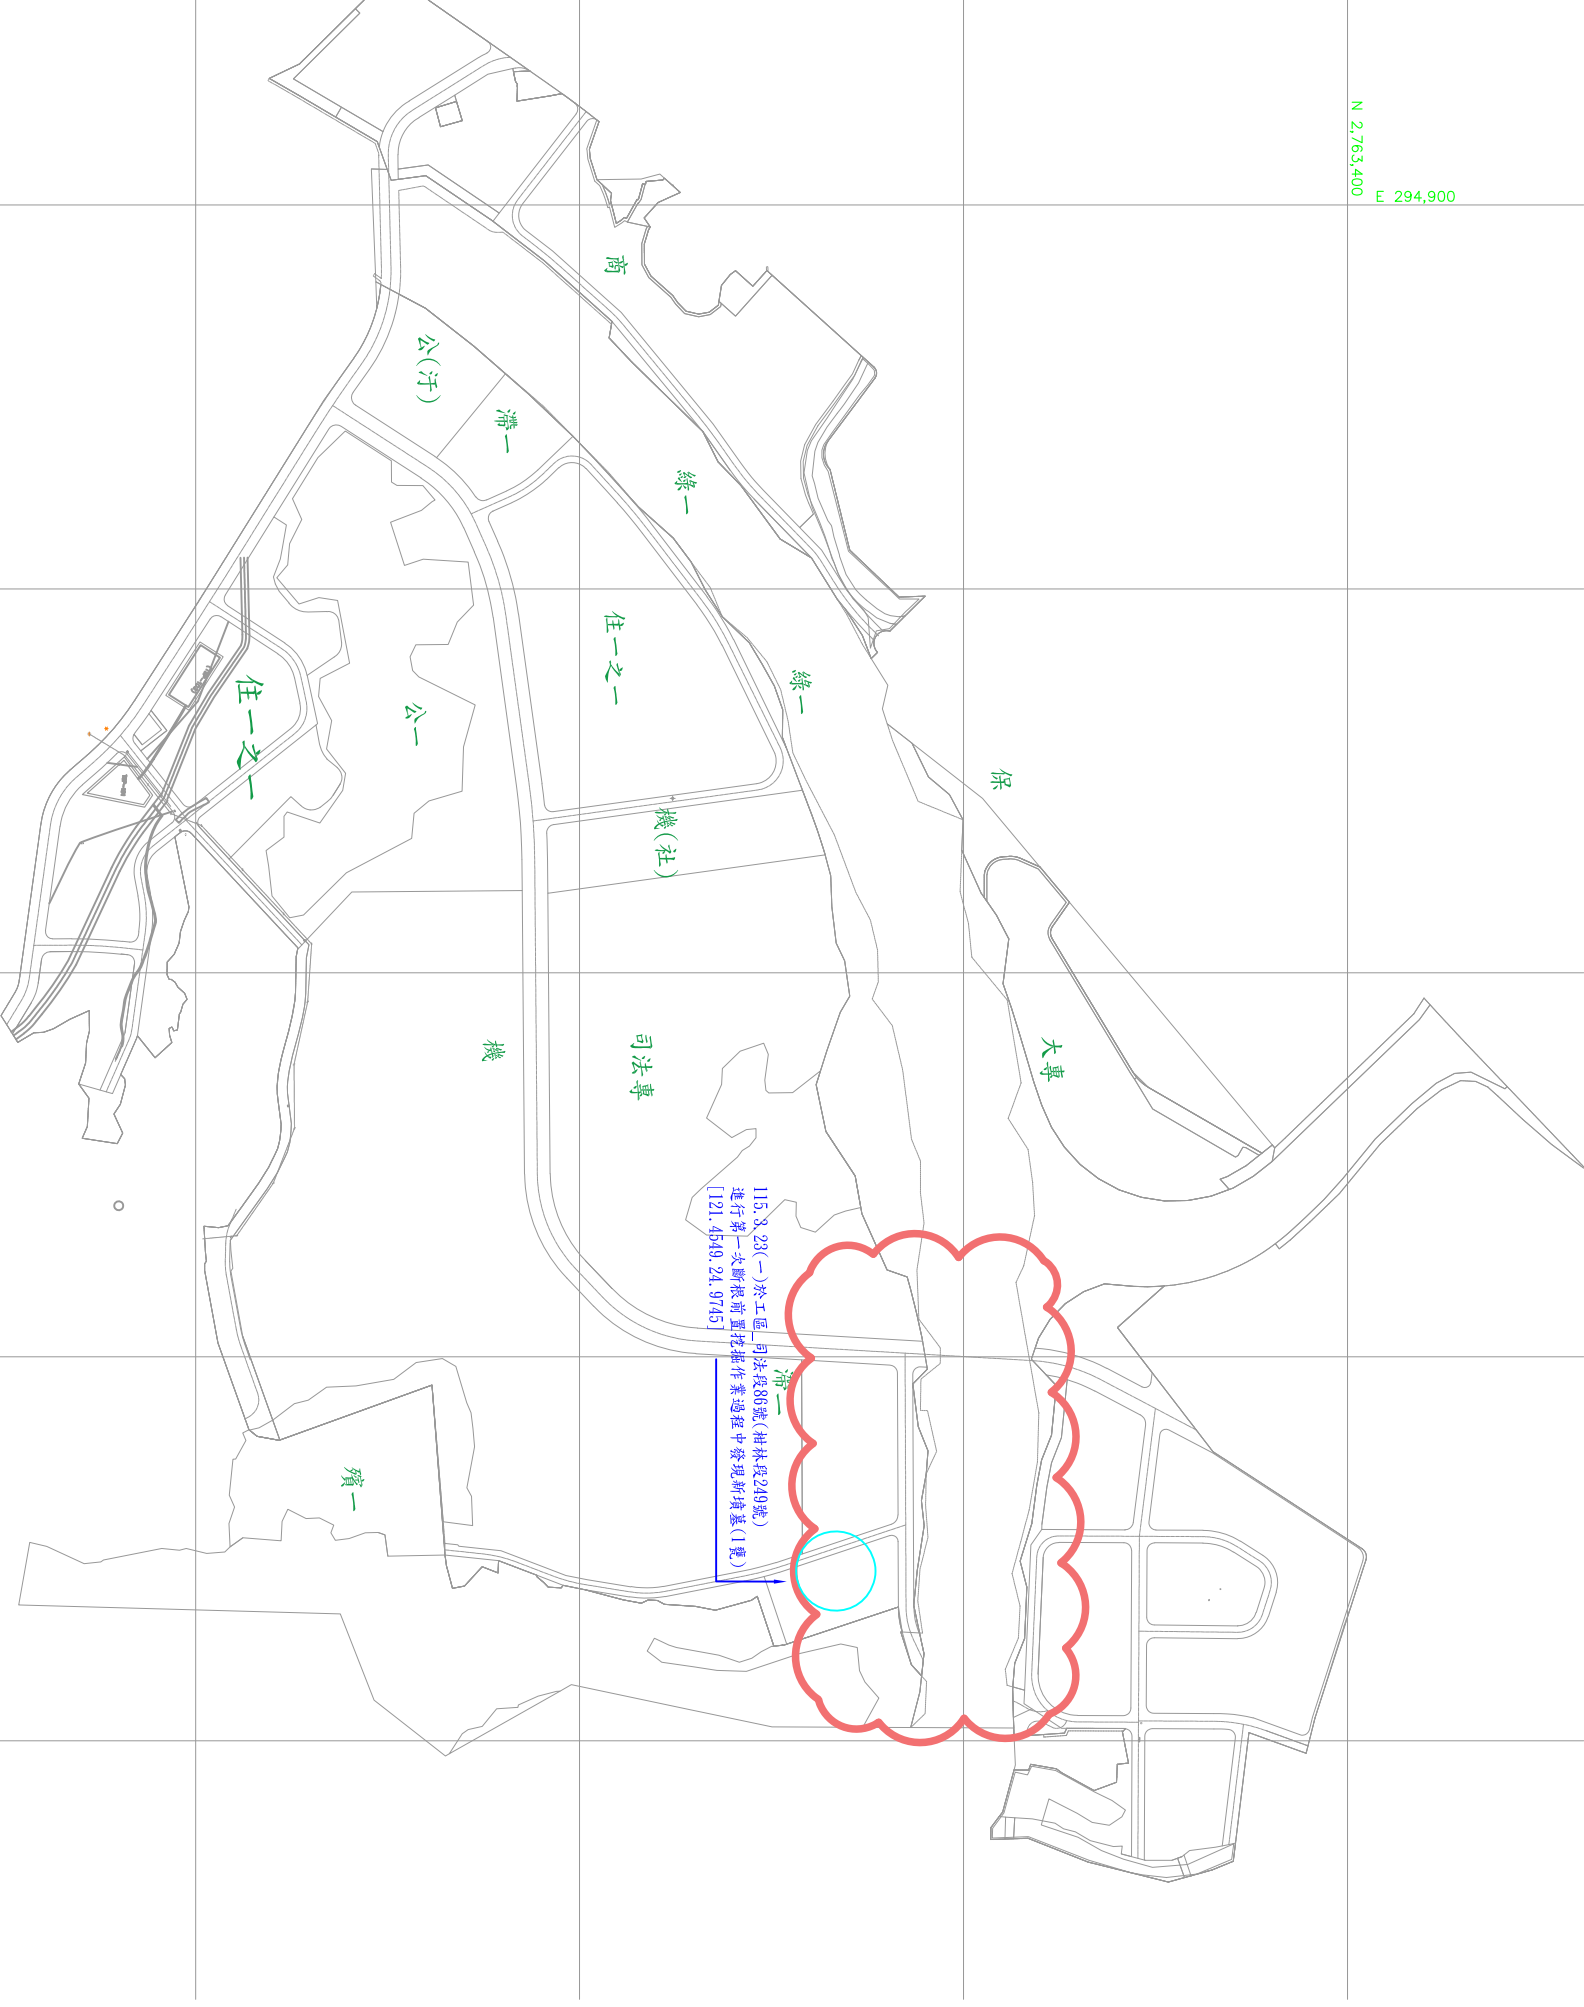 N 2,763,400
E 294,900
商
公(汙)
滯一
綠一
住一之一
綠一
住一之一
公一
保
機(社)
機
司法專
大專
115.3.23(一)於工區_司法段86號(柑林段249號)
進行第一次斷根前置挖掘作業過程中發現新墳墓(1甕)
[121.4549.24.9745]
滯二
殯一